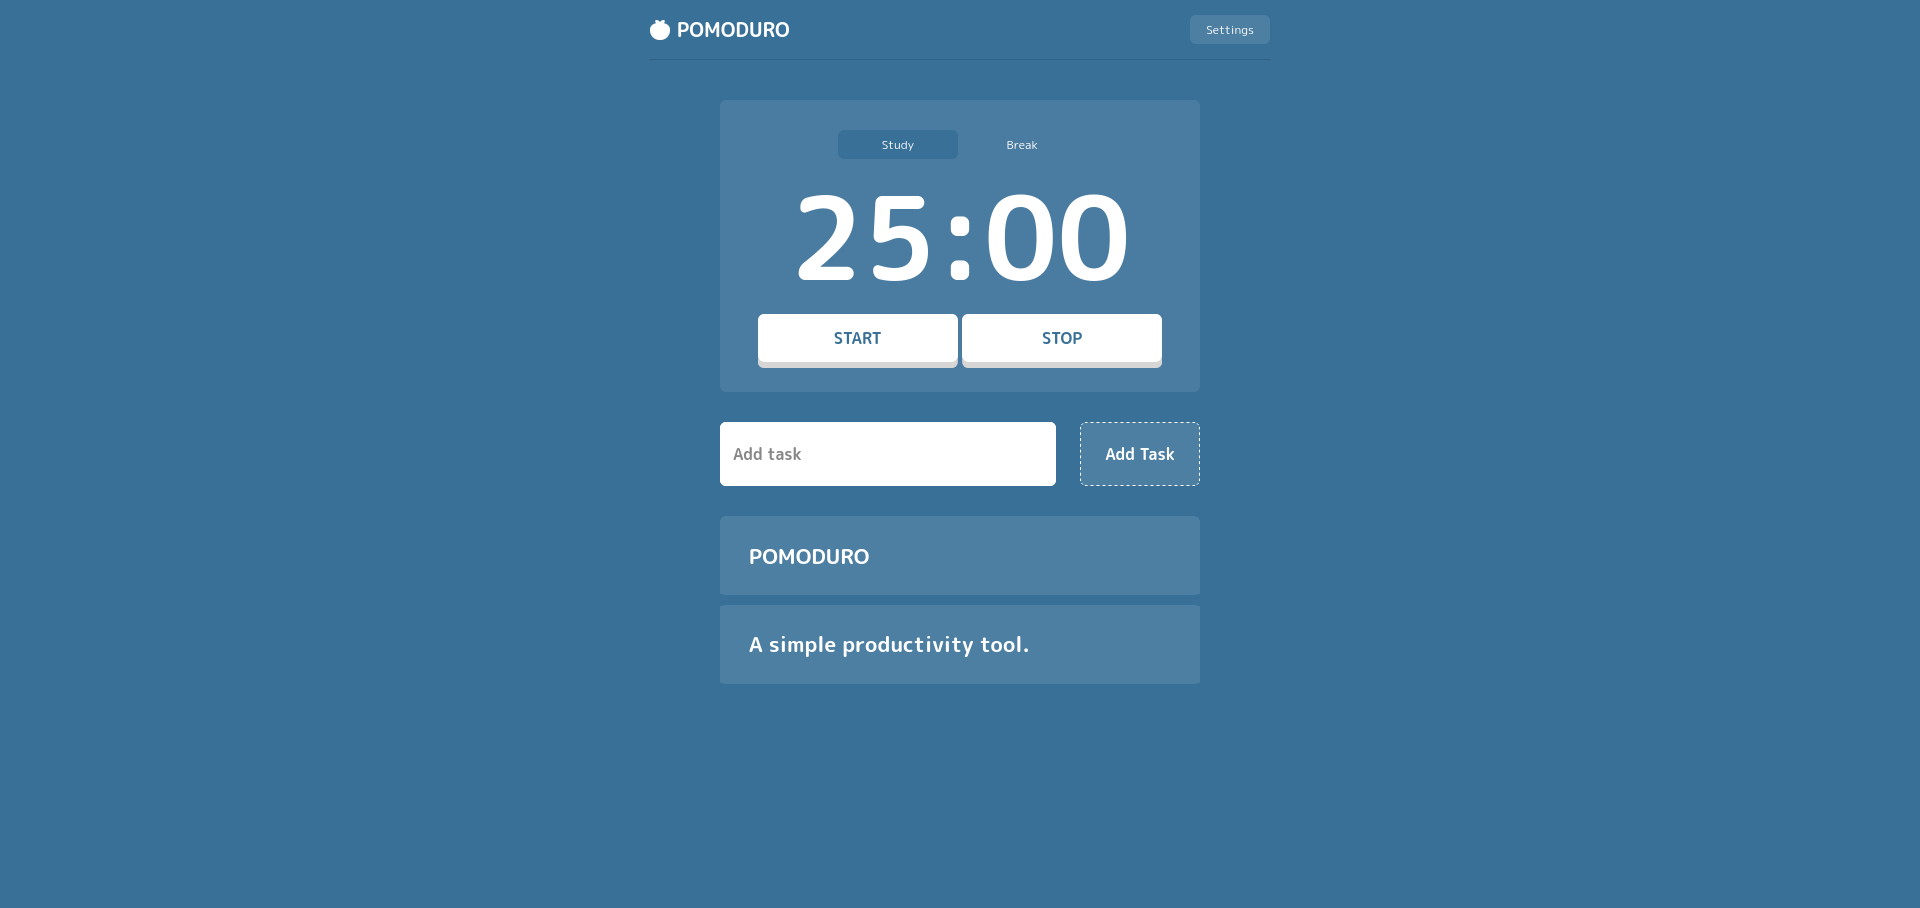 POMODURO
Settings
Study
Break
25:00
START
STOP
Add task
Add Task
POMODURO
A simple productivity tool.